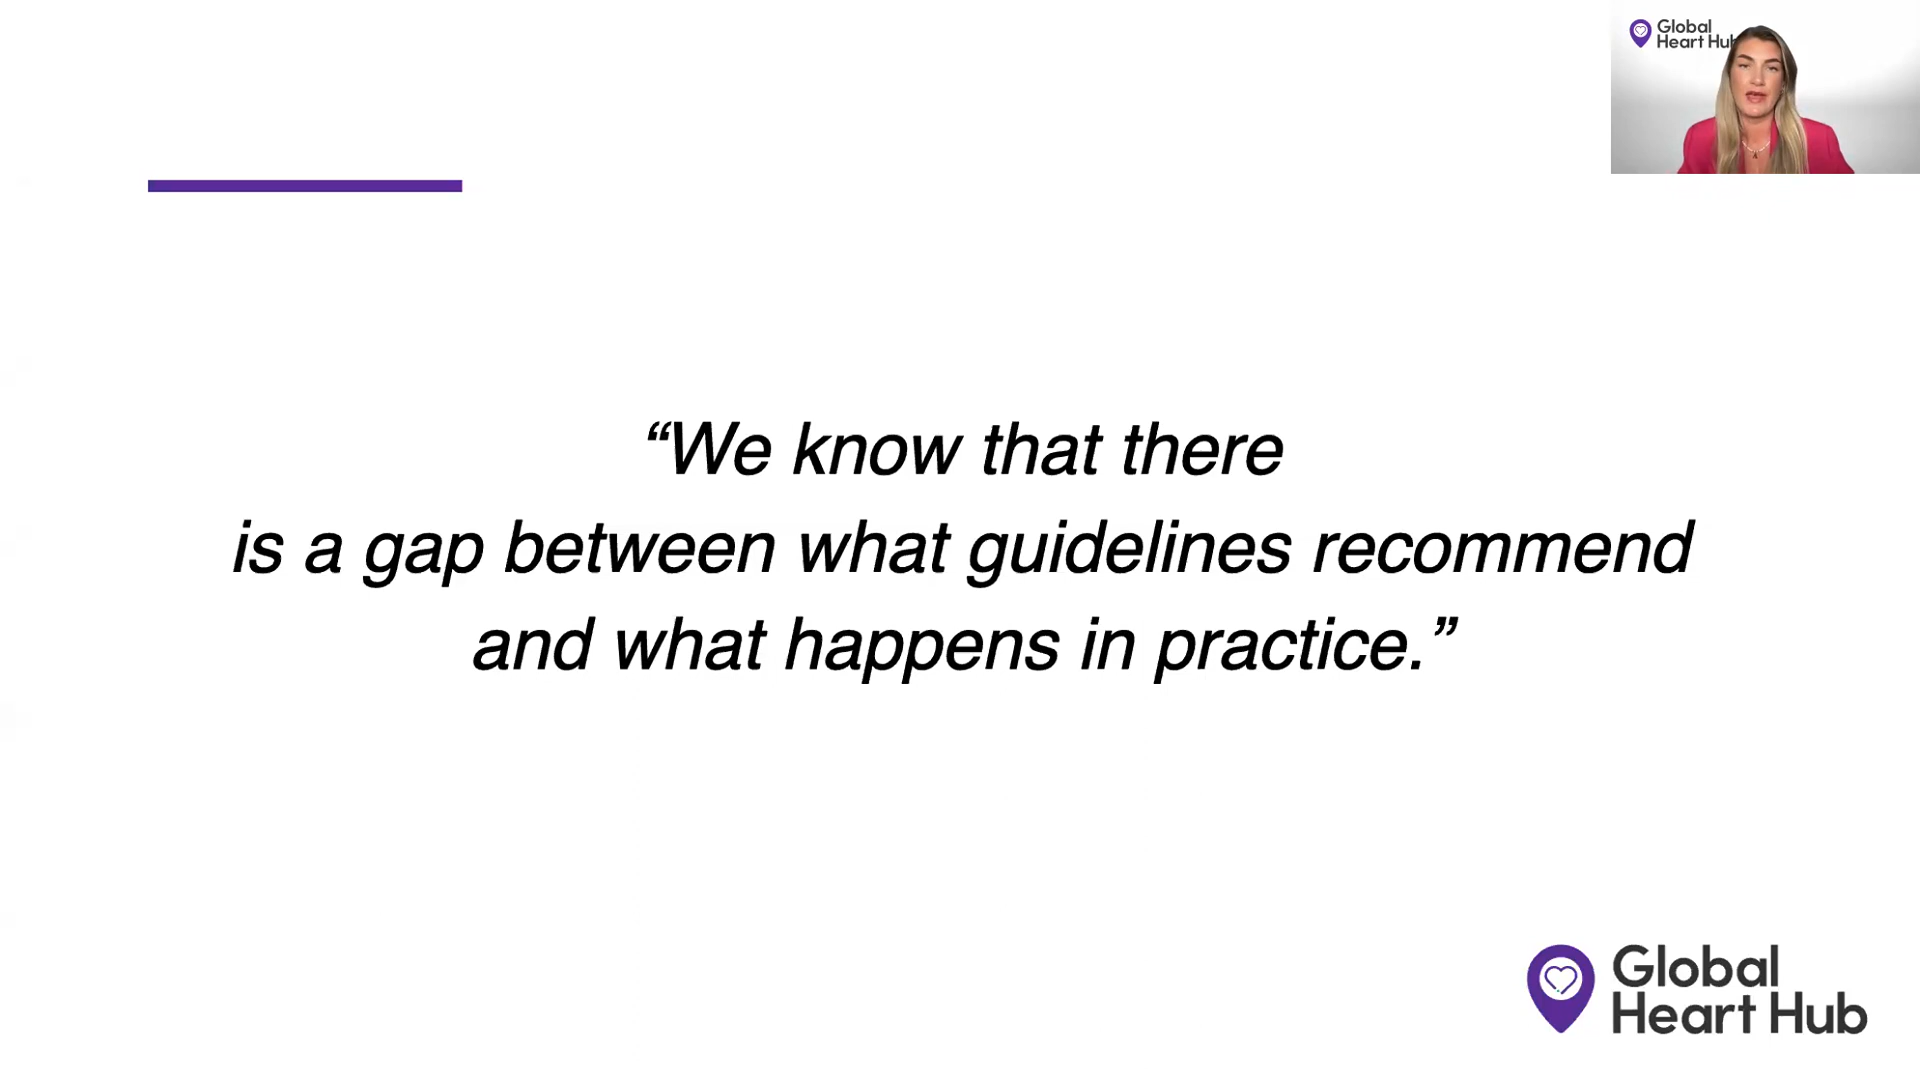 Global
Heart Hub
“We know that there
is a gap between what guidelines recommend
and what happens in practice.”
Global
Heart Hub